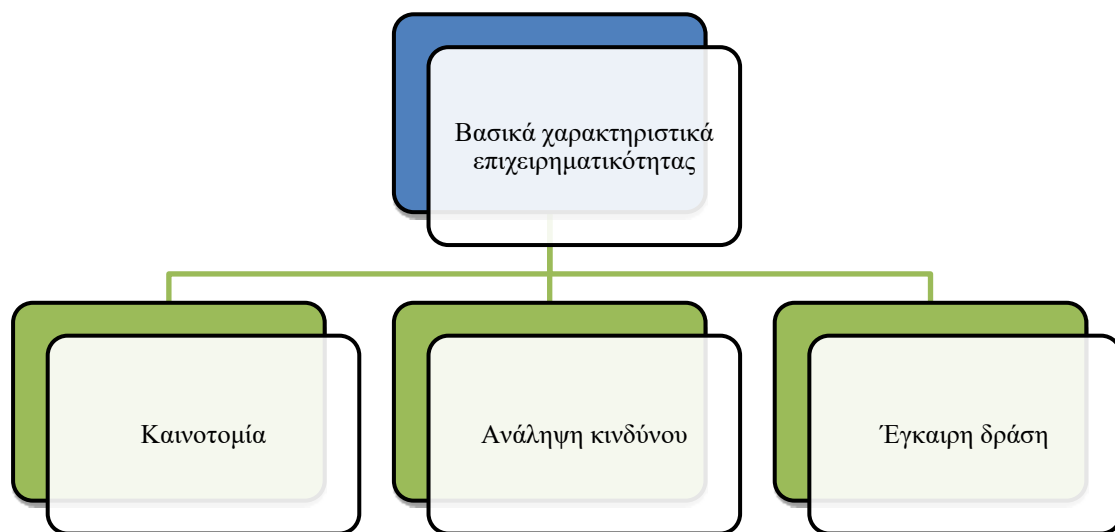 Βασικά χαρακτηριστικά
επιχειρηματικότητας
Καινοτομία
Ανάληψη κινδύνου
Έγκαιρη δράση